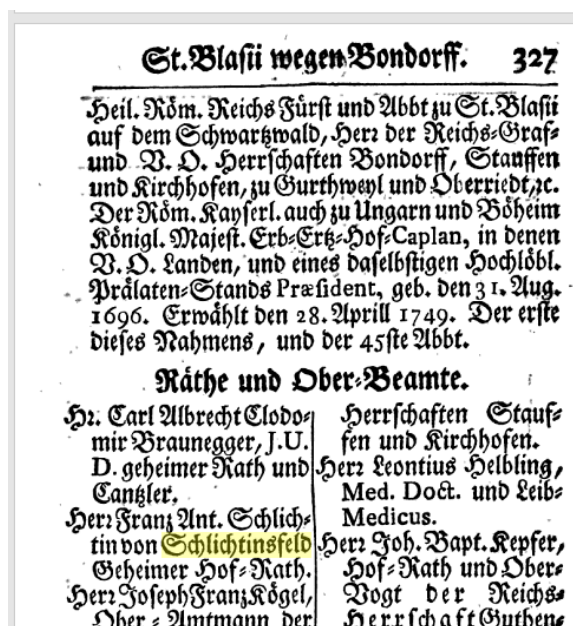 St. Blasii wegen Bondorff. 327
Heil. Röm. Reichs Fürst und Abbt zu St. Blasii
auf dem Schwartzwald, Herr der Reichs-Graf-
und V. O. Herrschaften Bondorff, Stauffen
und Kirchhofen, zu Gurthweyl und Oberriedt, ꝛc.
Der Röm. Kayserl. auch zu Ungarn und Böheim
Königl. Majest. Erb-Ertz-Hof-Caplan, in denen
V. O. Landen, und eines daselbstigen Hochlöbl.
Prälaten-Stands Præsident, geb. den 31. Aug.
1696. Erwählt den 28. Aprill 1749. Der erste
dieses Nahmens, und der 45ste Abbt.
Räthe und Ober-Beamte.
Hr. Carl Albrecht Clodo-
mir Braunegger, J.U.
D. geheimer Rath und
Cantzler.
Herr Franz Ant. Schlich-
tin von Schlichtinsfeld
Geheimer Hof-Rath.
Herr Joseph Franz Kögel,
Ober-Amtmann der
Herrschaften Stauf-
fen und Kirchhofen.
Herr Leontius Helbling,
Med. Doct. und Leib-
Medicus.
Herr Joh. Bapt. Kepfer,
Hof-Rath und Ober-
Vogt der Reichs-
Herrschaft Guthen-